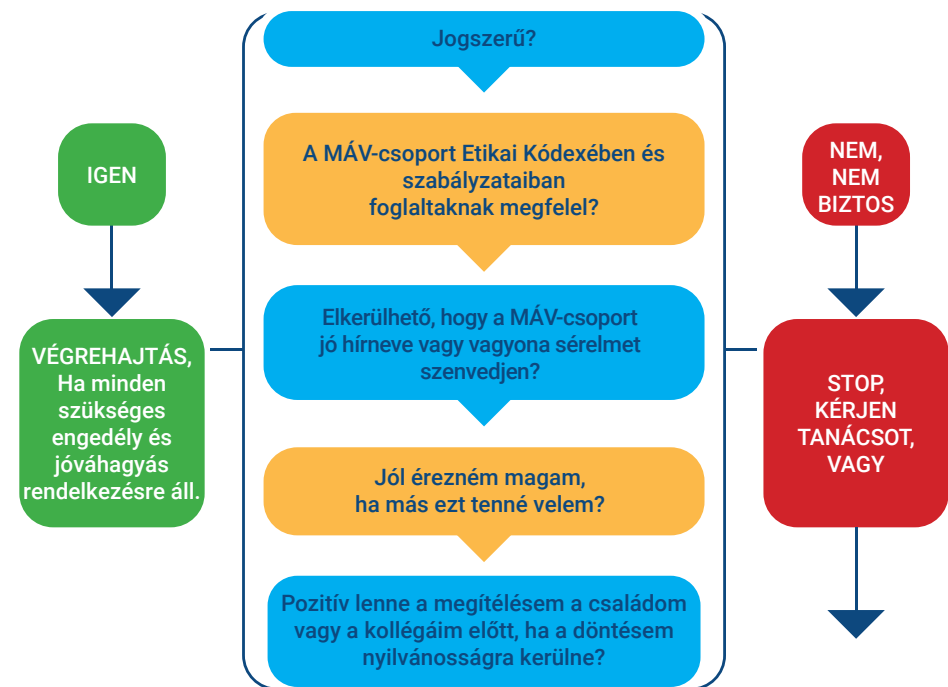 Jogszerű?
A MÁV-csoport Etikai Kódexében és
szabályzataiban
foglaltaknak megfelel?
Elkerülhető, hogy a MÁV-csoport
jó hírneve vagy vagyona sérelmet
szenvedjen?
Jól érezném magam,
ha más ezt tenné velem?
Pozitív lenne a megítélésem a családom
vagy a kollégáim előtt, ha a döntésem
nyilvánosságra kerülne?
IGEN
VÉGREHAJTÁS,
Ha minden
szükséges
engedély és
jóváhagyás
rendelkezésre áll.
NEM,
NEM
BIZTOS
STOP,
KÉRJEN
TANÁCSOT,
VAGY